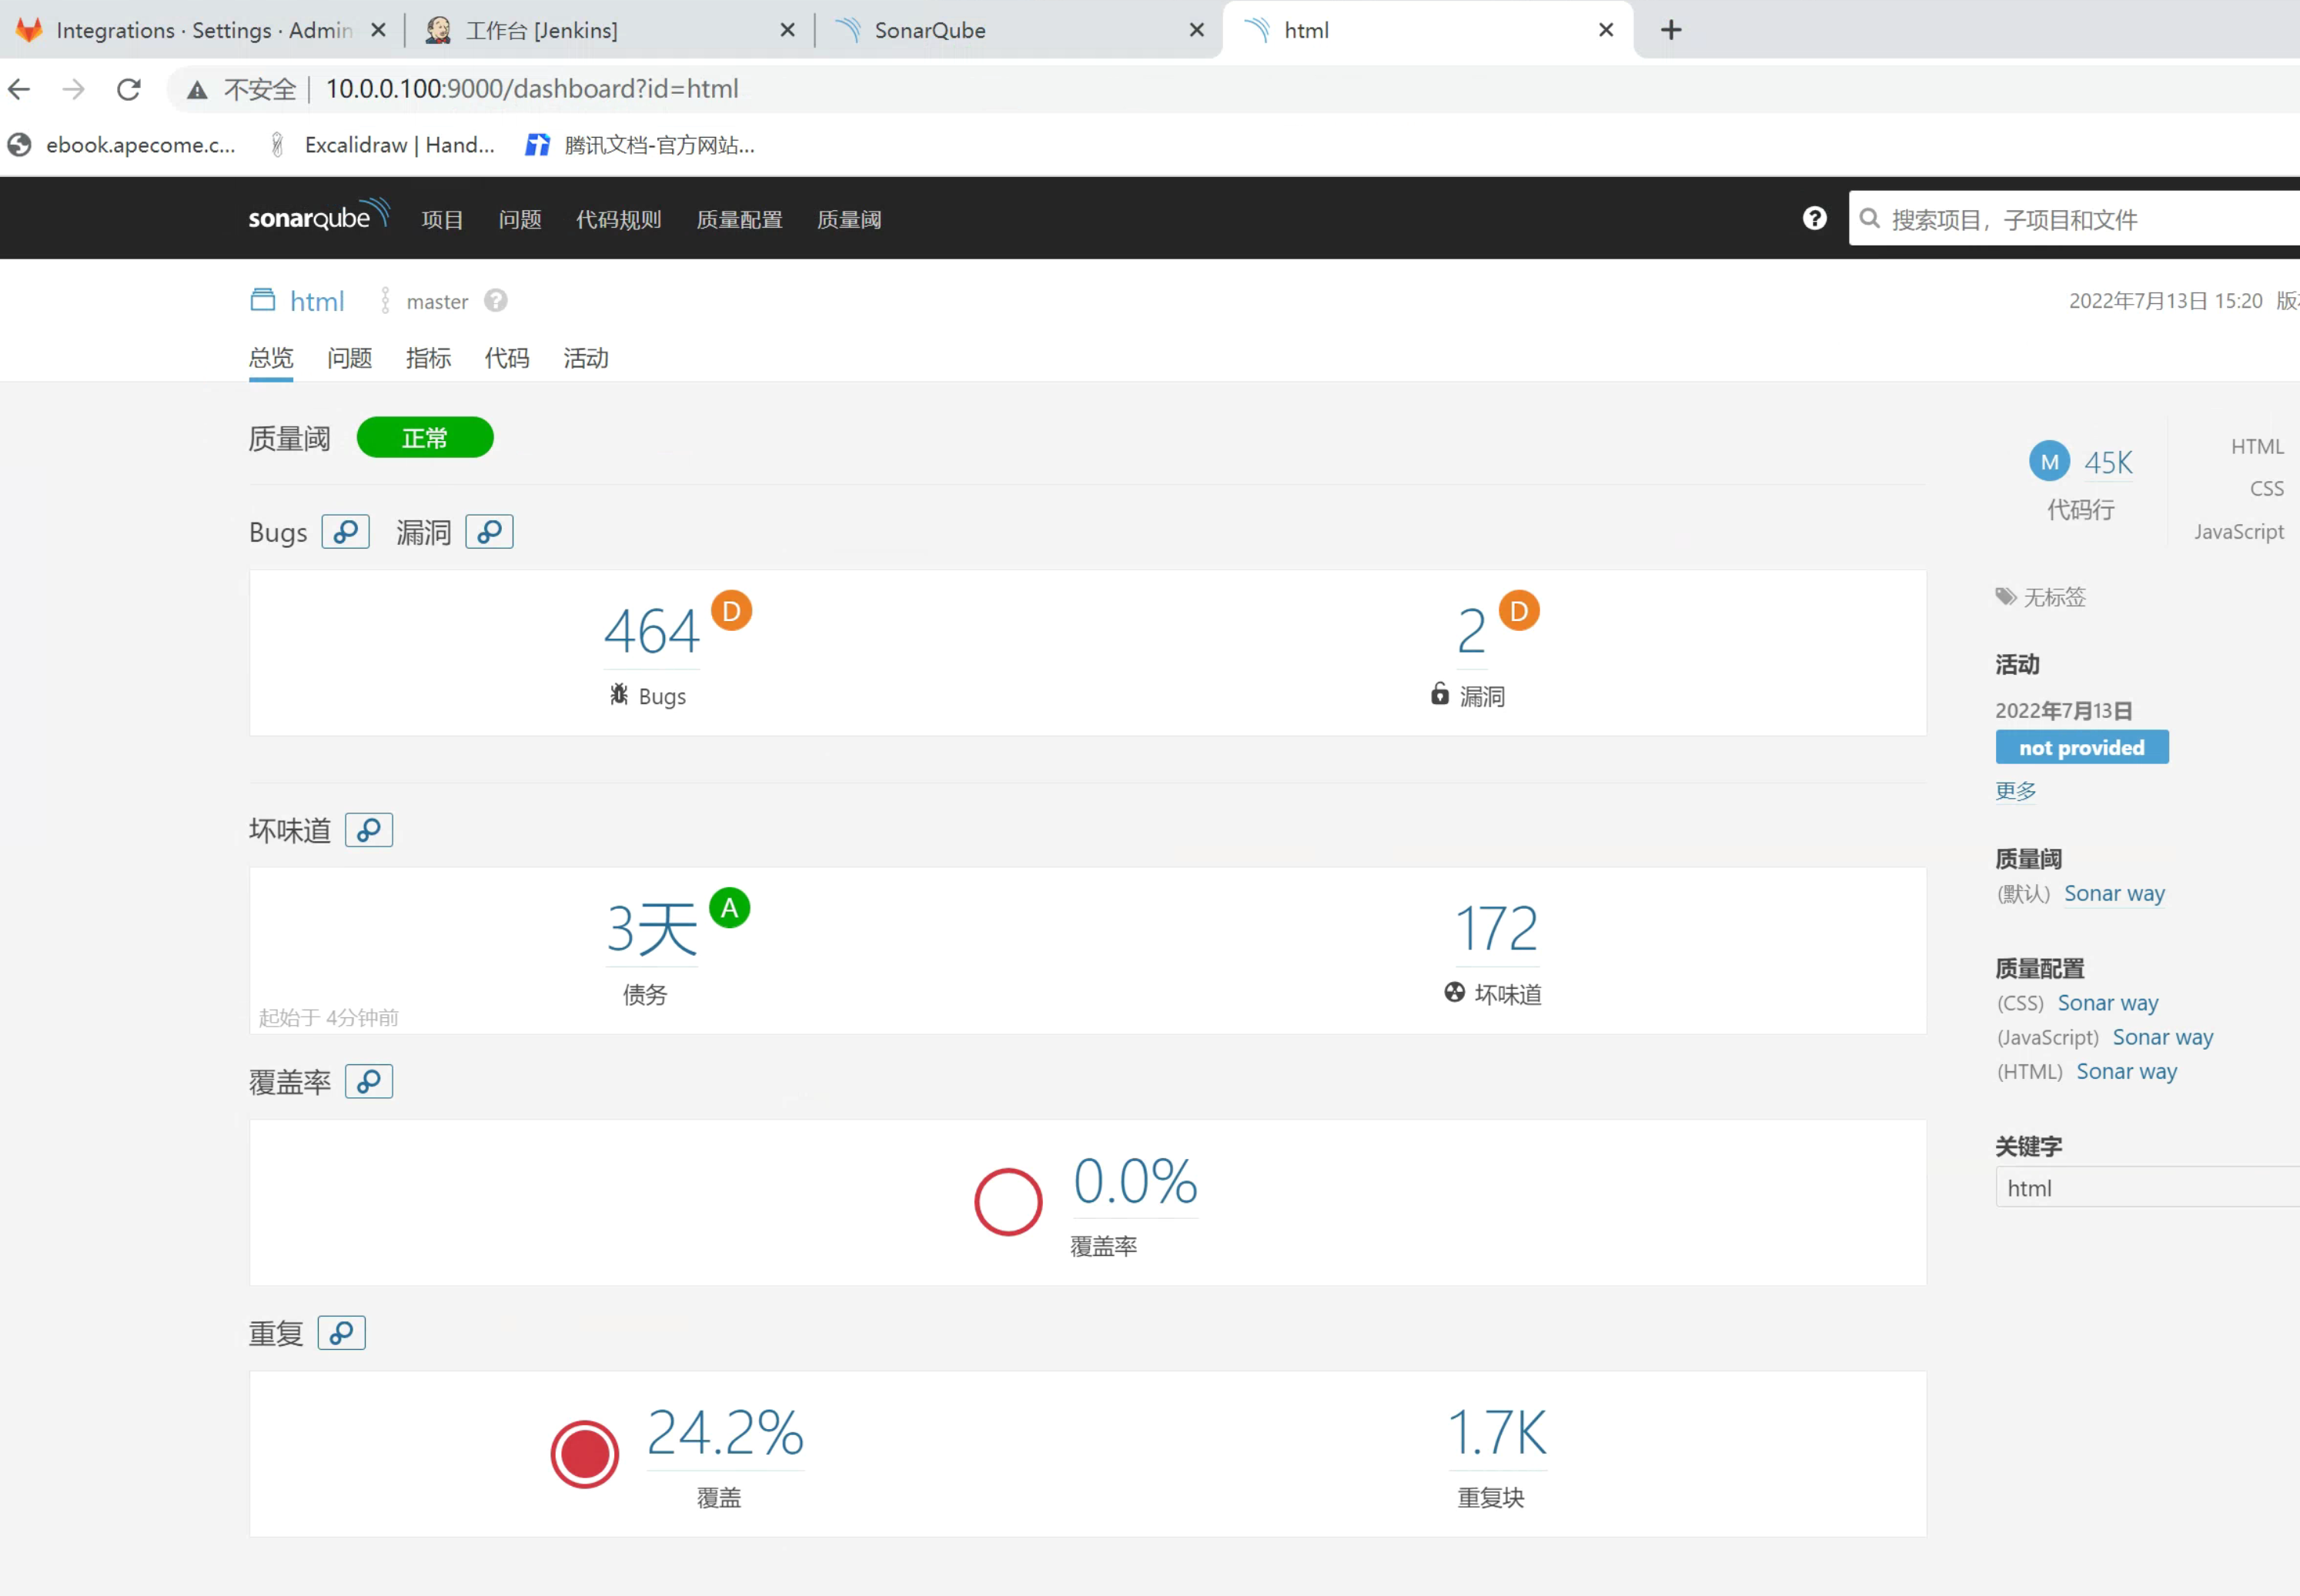 Integrations · Settings · Admin
工作台 [Jenkins]
SonarQube
html
不安全 | 10.0.0.100:9000/dashboard?id=html
ebook.apecome.c...
Excalidraw | Hand...
腾讯文档-官方网站...
sonarqube 项目 问题 代码规则 质量配置 质量阈
搜索项目，子项目和文件
html master
2022年7月13日 15:20
总览 问题 指标 代码 活动
质量阈 正常
Bugs 漏洞
464 D
Bugs
2 D
漏洞
坏味道
3天 A
债务
172
坏味道
起始于 4分钟前
覆盖率
0.0%
覆盖率
重复
24.2%
覆盖
1.7K
重复块
M 45K
代码行
HTML
CSS
JavaScript
无标签
活动
2022年7月13日
not provided
更多
质量阈
(默认) Sonar way
质量配置
(CSS) Sonar way
(JavaScript) Sonar way
(HTML) Sonar way
关键字
html